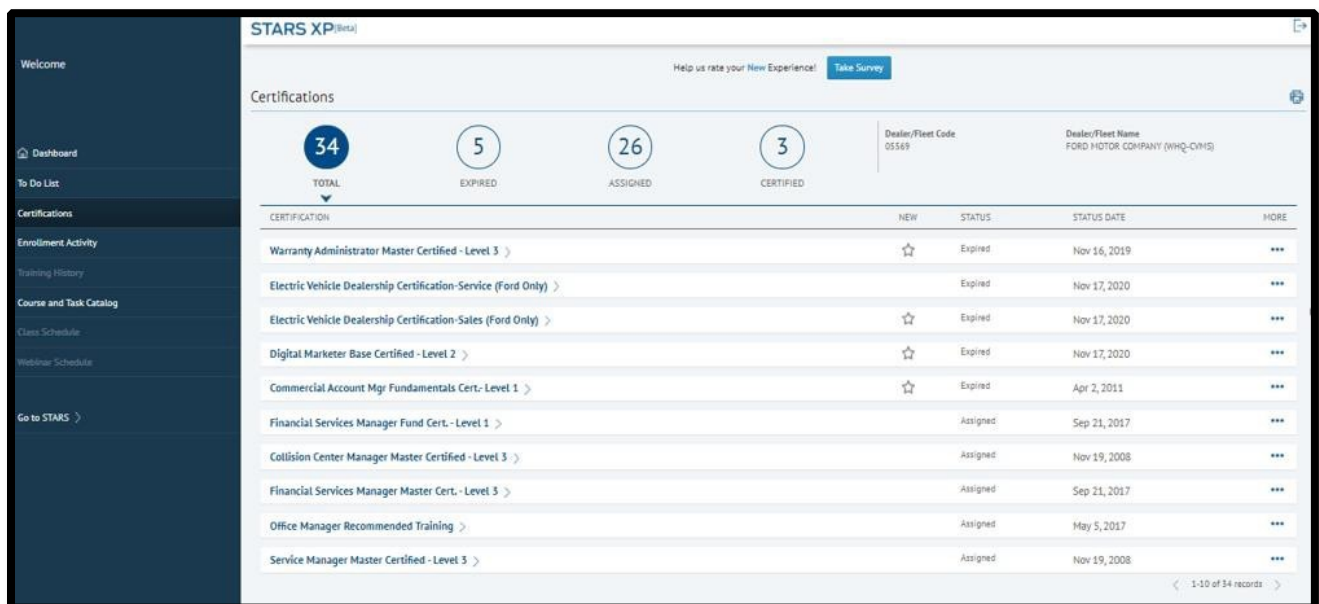 STARS XP[Beta]
Welcome
Help us rate your New Experience! Take Survey
Certifications
34 5 26 3
TOTAL EXPIRED ASSIGNED CERTIFIED
Dealer/Fleet Code
05569
Dealer/Fleet Name
FORD MOTOR COMPANY (WHQ-CVMS)
Dashboard
To Do List
Certifications
Enrollment Activity
Training History
Course and Task Catalog
Class Schedule
Webinar Schedule
Go to STARS >
CERTIFICATION NEW STATUS STATUS DATE MORE
Warranty Administrator Master Certified - Level 3 > Expired Nov 16, 2019
Electric Vehicle Dealership Certification-Service (Ford Only) > Expired Nov 17, 2020
Electric Vehicle Dealership Certification-Sales (Ford Only) > Expired Nov 17, 2020
Digital Marketer Base Certified - Level 2 > Expired Nov 17, 2020
Commercial Account Mgr Fundamentals Cert.- Level 1 > Expired Apr 2, 2011
Financial Services Manager Fund Cert. - Level 1 > Assigned Sep 21, 2017
Collision Center Manager Master Certified - Level 3 > Assigned Nov 19, 2008
Financial Services Manager Master Cert. - Level 3 > Assigned Sep 21, 2017
Office Manager Recommended Training > Assigned May 5, 2017
Service Manager Master Certified - Level 3 > Assigned Nov 19, 2008
< 1-10 of 34 records >